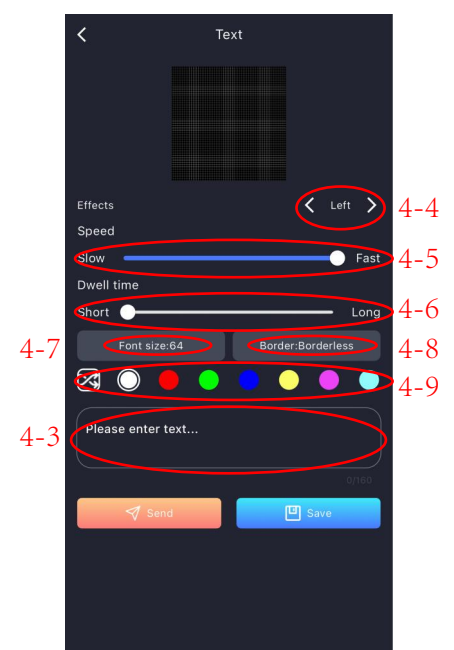 Text
Effects
Left
4-4
Speed
Slow
Fast
4-5
Dwell time
Short
Long
4-6
4-7
Font size:64
Border:Borderless
4-8
4-9
4-3
Please enter text...
0/160
Send
Save